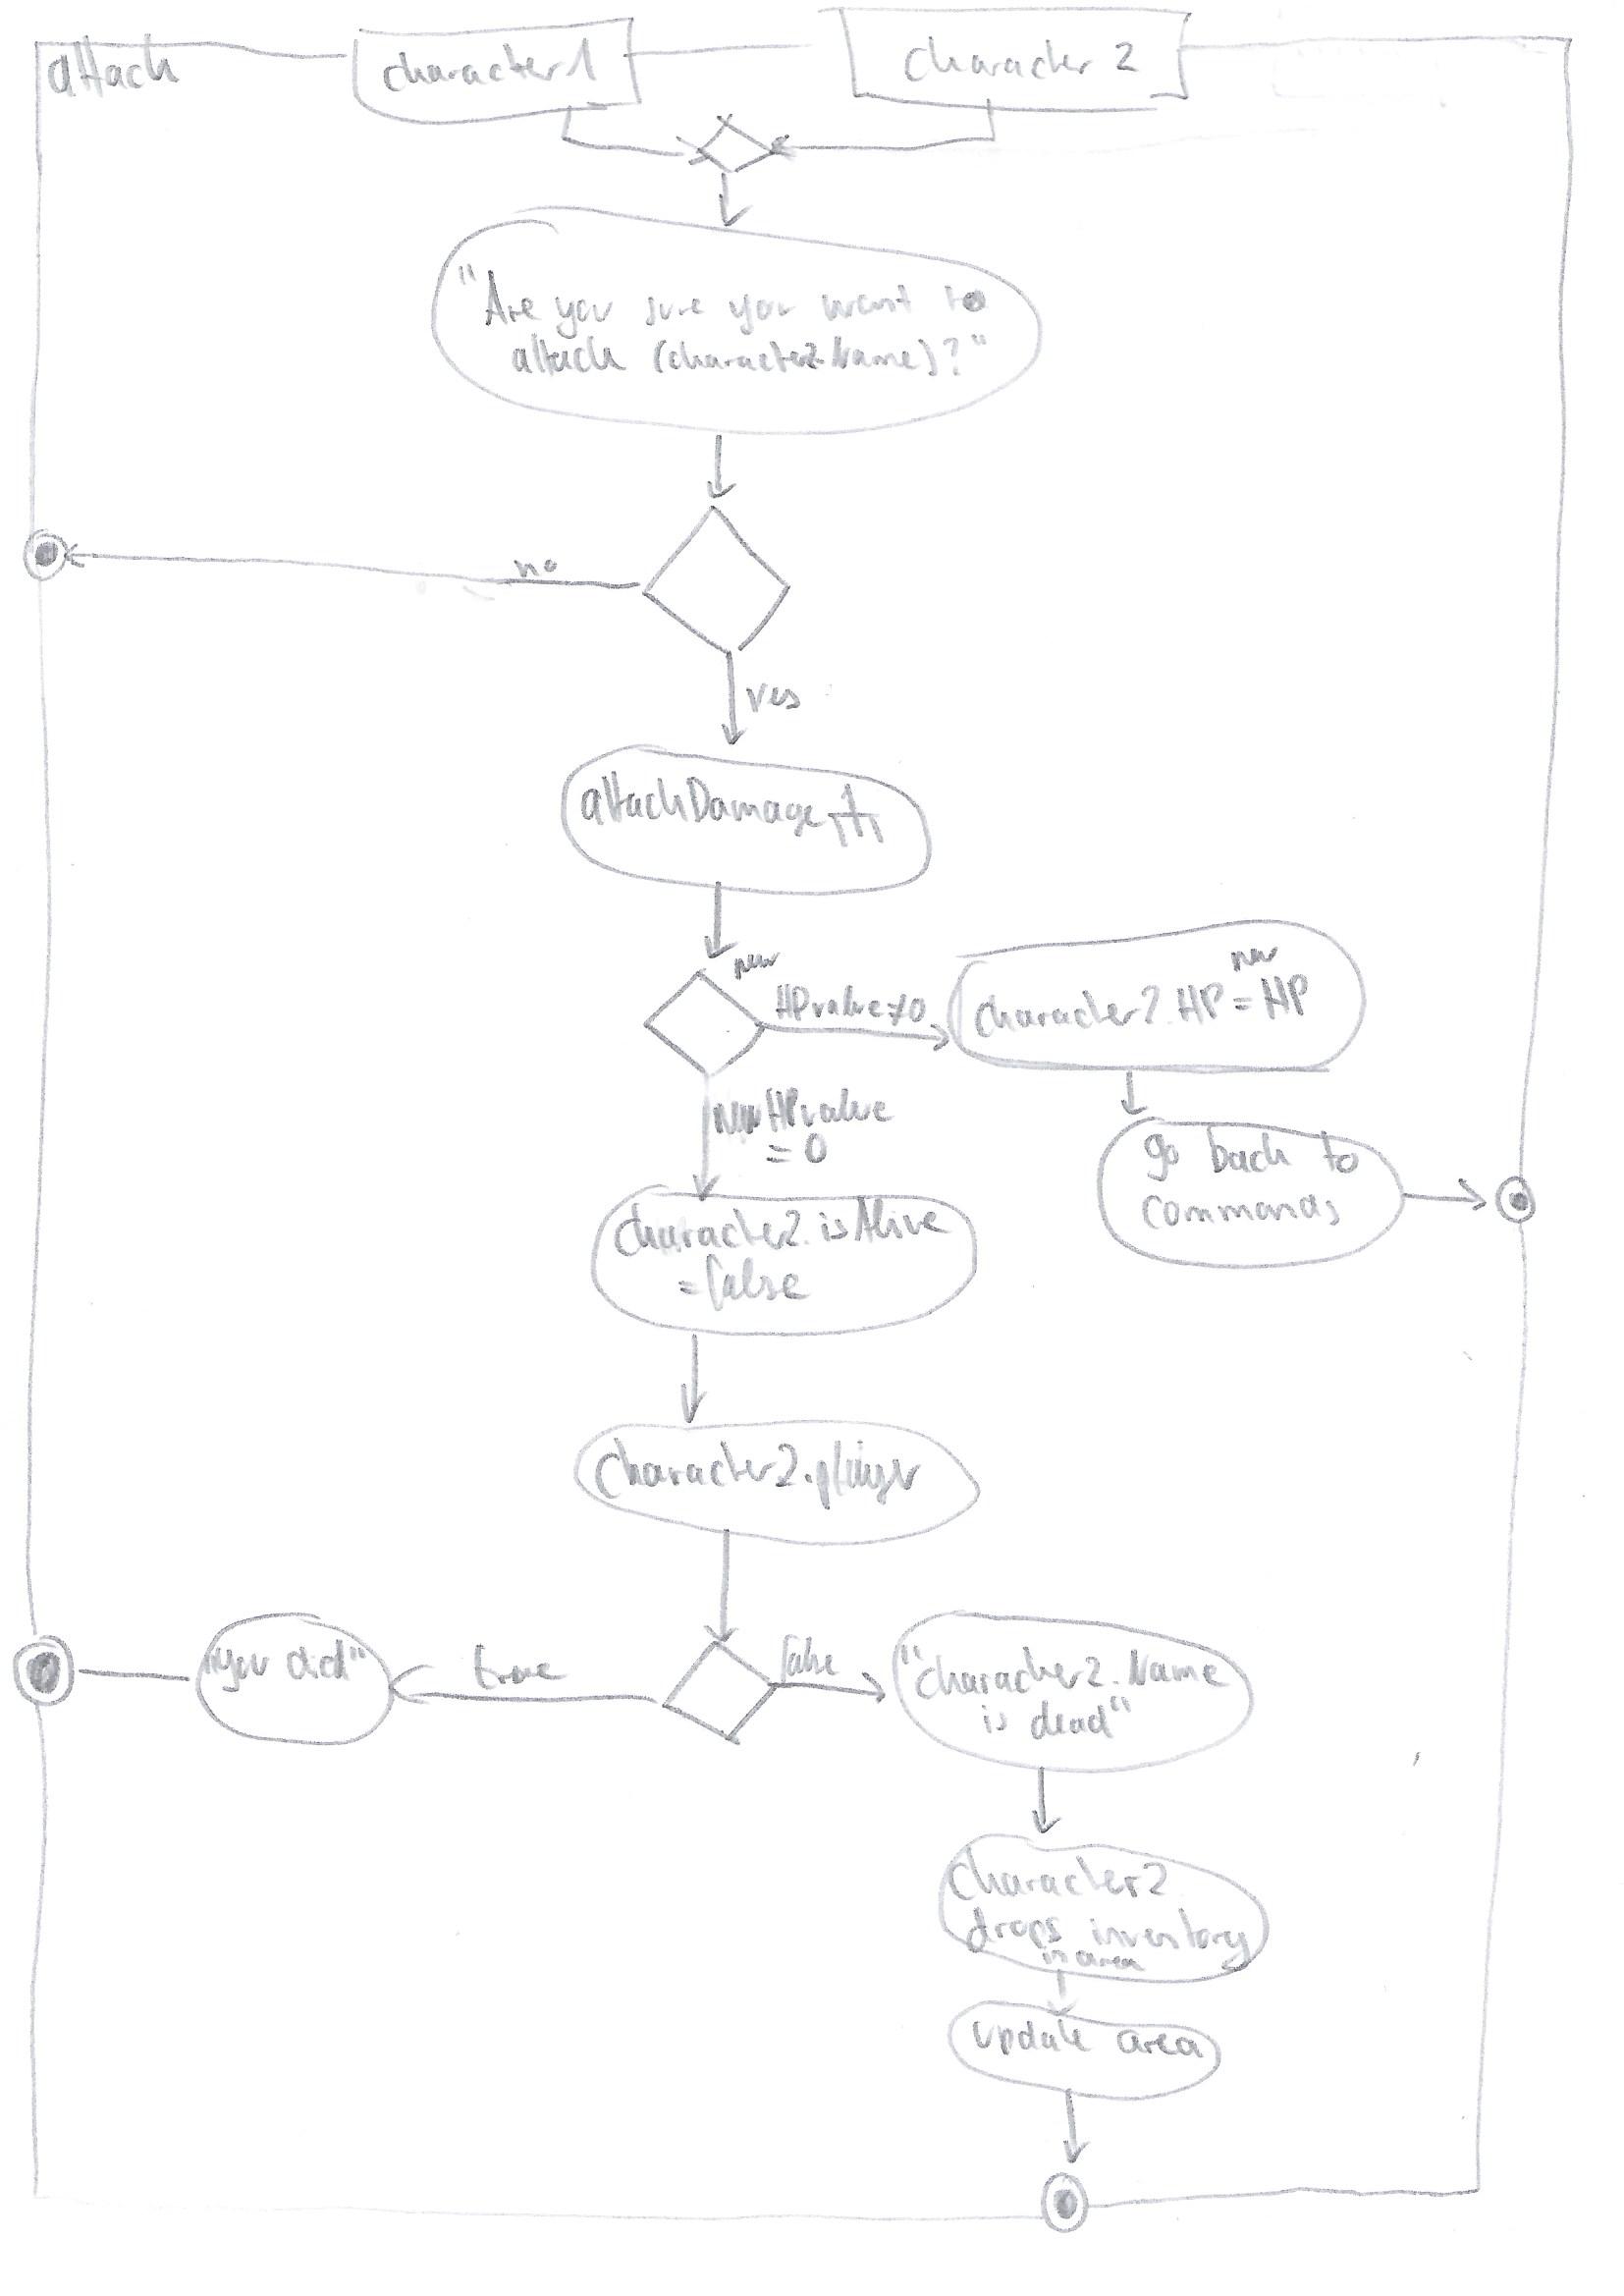 attack
character 1
character 2
"Are you sure you want to
attack (character2.Name)?"
no
yes
attackDamage
new
HPvalue≠0
new
character2.HP = HP
new HPvalue
= 0
go back to
commands
character2.isAlive
= false
character2.player
"you died"
true
false
"character2.Name
is dead"
character2
drops inventory
in area
update area